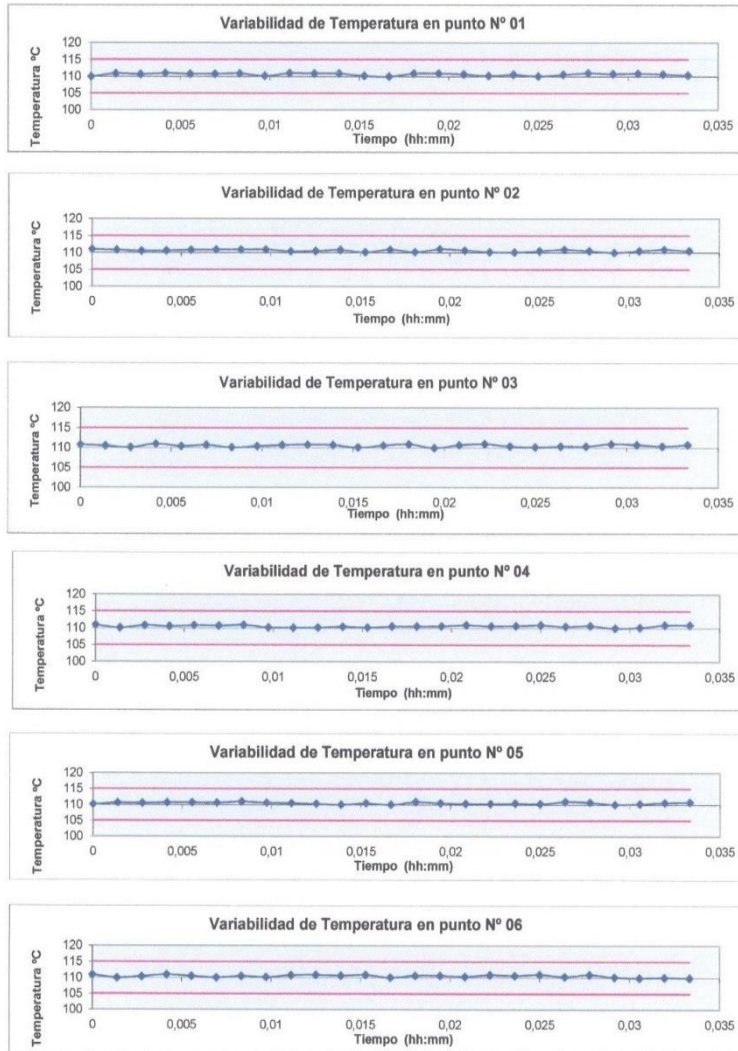 Variabilidad de Temperatura en punto Nº 01
Temperatura ºC
120
115
110
105
100
0 0,005 0,01 0,015 0,02 0,025 0,03 0,035
Tiempo (hh:mm)
Variabilidad de Temperatura en punto Nº 02
Temperatura ºC
120
115
110
105
100
0 0,005 0,01 0,015 0,02 0,025 0,03 0,035
Tiempo (hh:mm)
Variabilidad de Temperatura en punto Nº 03
Temperatura ºC
120
115
110
105
100
0 0,005 0,01 0,015 0,02 0,025 0,03 0,035
Tiempo (hh:mm)
Variabilidad de Temperatura en punto Nº 04
Temperatura ºC
120
115
110
105
100
0 0,005 0,01 0,015 0,02 0,025 0,03 0,035
Tiempo (hh:mm)
Variabilidad de Temperatura en punto Nº 05
Temperatura ºC
120
115
110
105
100
0 0,005 0,01 0,015 0,02 0,025 0,03 0,035
Tiempo (hh:mm)
Variabilidad de Temperatura en punto Nº 06
Temperatura ºC
120
115
110
105
100
0 0,005 0,01 0,015 0,02 0,025 0,03 0,035
Tiempo (hh:mm)